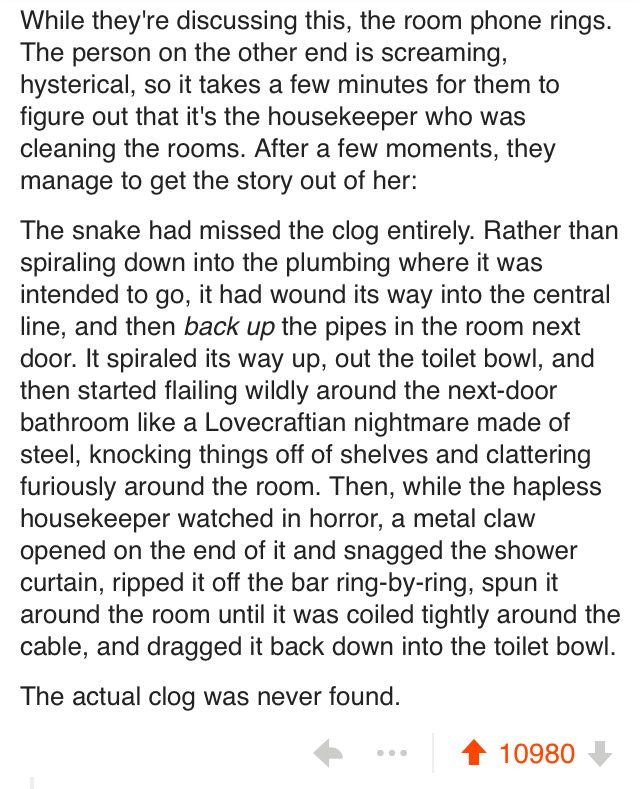 While they're discussing this, the room phone rings.
The person on the other end is screaming,
hysterical, so it takes a few minutes for them to
figure out that it's the housekeeper who was
cleaning the rooms. After a few moments, they
manage to get the story out of her:
The snake had missed the clog entirely. Rather than
spiraling down into the plumbing where it was
intended to go, it had wound its way into the central
line, and then back up the pipes in the room next
door. It spiraled its way up, out the toilet bowl, and
then started flailing wildly around the next-door
bathroom like a Lovecraftian nightmare made of
steel, knocking things off of shelves and clattering
furiously around the room. Then, while the hapless
housekeeper watched in horror, a metal claw
opened on the end of it and snagged the shower
curtain, ripped it off the bar ring-by-ring, spun it
around the room until it was coiled tightly around the
cable, and dragged it back down into the toilet bowl.
The actual clog was never found.
10980